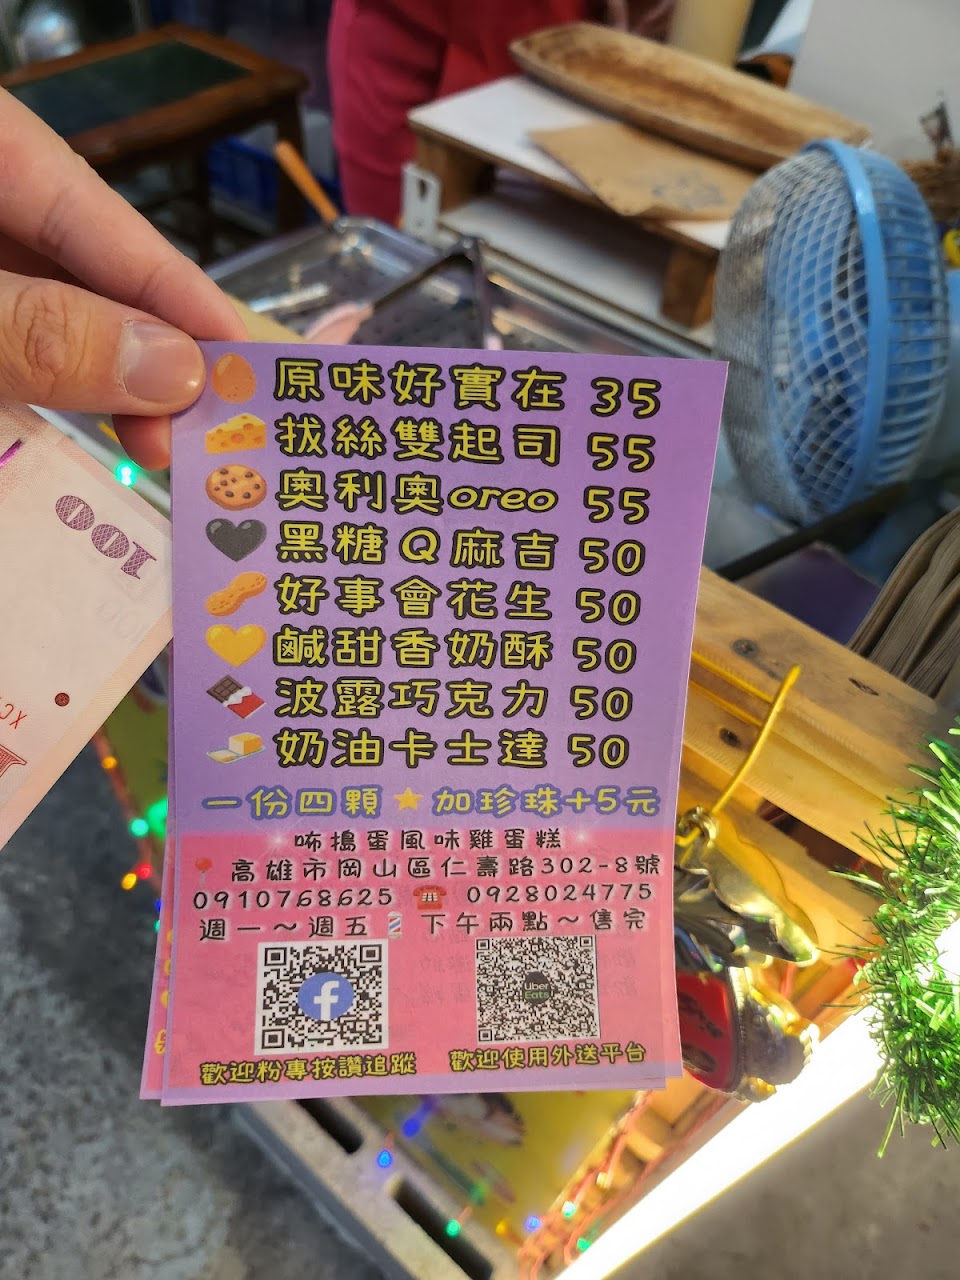 原味好實在 35
拔絲雙起司 55
奧利奧oreo 55
黑糖Q麻吉 50
好事會花生 50
鹹甜香奶酥 50
波露巧克力 50
奶油卡士達 50
一份四顆⭐加珍珠+5元
咘搗蛋風味雞蛋糕
高雄市岡山區仁壽路302-8號
0910768625 ☎️ 0928024775
週一～週五 💈 下午兩點～售完
Uber Eats
歡迎粉專按讚追蹤 歡迎使用外送平台
100